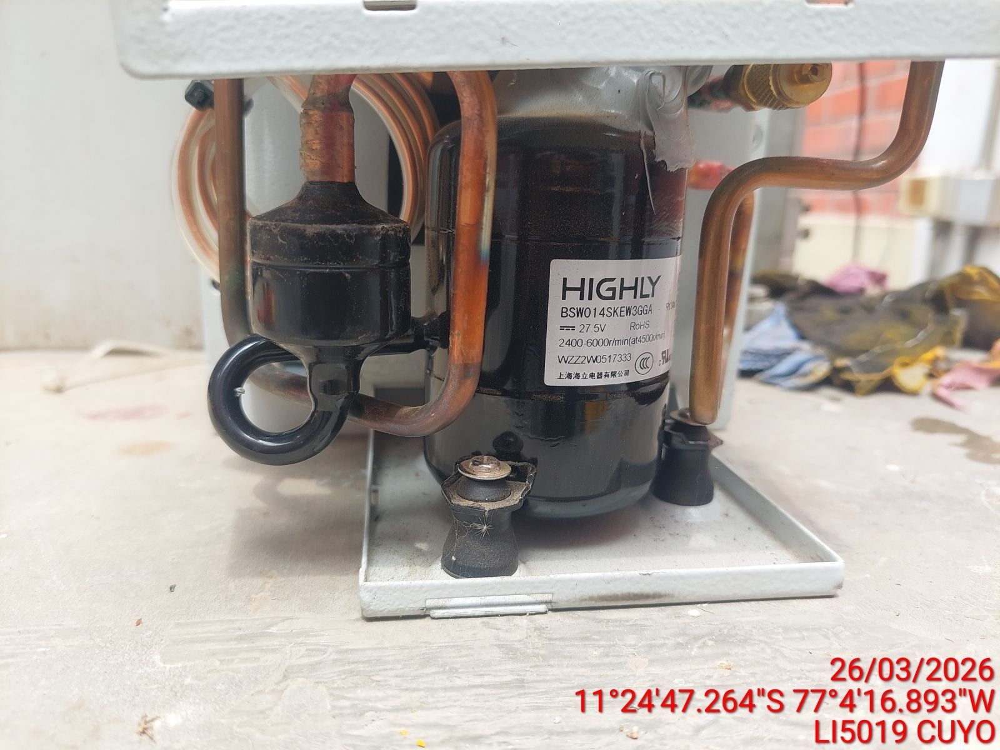 HIGHLY
BSW014SKEW3GGA R134a
27.5V RoHS
2400-6000r/min(at4500r/min)
WZZ2W0517333
上海海立电器有限公司
26/03/2026
11°24'47.264"S 77°4'16.893"W
LI5019 CUYO